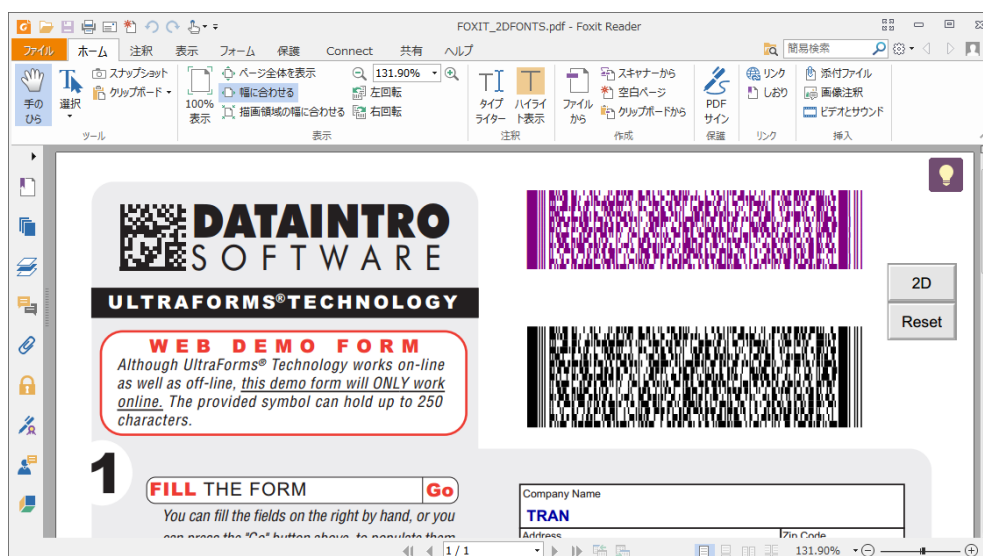 FOXIT_2DFONTS.pdf - Foxit Reader
ファイル ホーム 注釈 表示 フォーム 保護 Connect 共有 ヘルプ 簡易検索
手のひら
選択
スナップショット
クリップボード
ツール
100% 表示
ページ全体を表示
幅に合わせる
描画領域の幅に合わせる
131.90%
左回転
右回転
表示
タイプライター
ハイライト表示
注釈
ファイルから
スキャナーから
空白ページ
クリップボードから
作成
PDF サイン
保護
リンク
しおり
リンク
添付ファイル
画像注釈
ビデオとサウンド
挿入
DATAINTRO
SOFTWARE
ULTRAFORMS®TECHNOLOGY
WEB DEMO FORM
Although UltraForms® Technology works on-line
as well as off-line, this demo form will ONLY work
online. The provided symbol can hold up to 250
characters.
2D
Reset
1
FILL THE FORM Go
You can fill the fields on the right by hand, or you
can press the "Go" button above, to populate them
Company Name
TRAN
Address Zip Code
1 / 1
131.90%